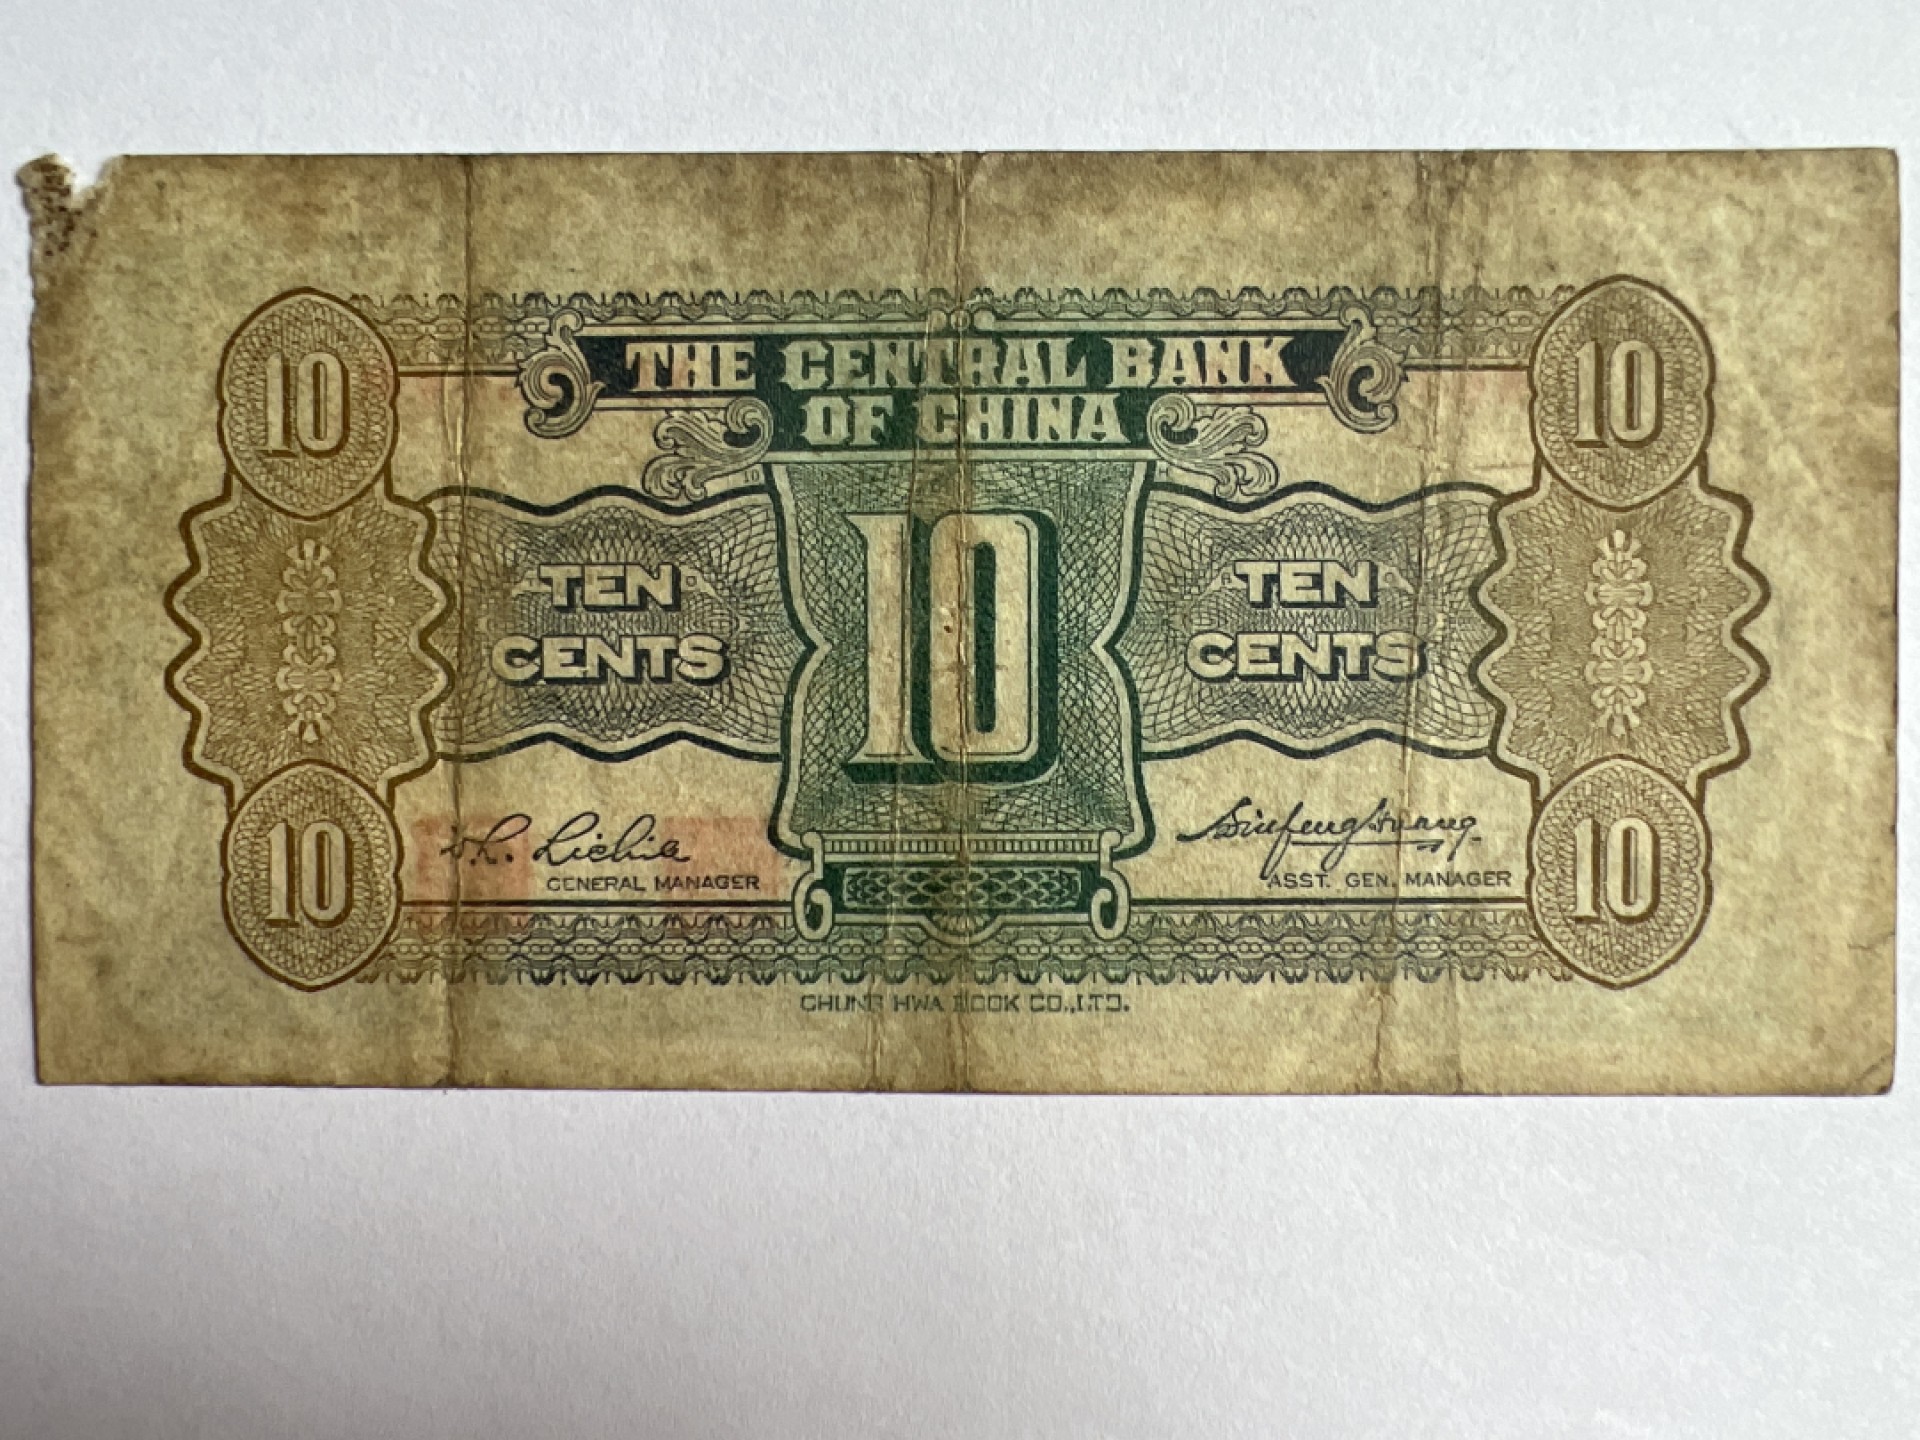 THE CENTRAL BANK
OF CHINA
10 10
TEN
CENTS
10
TEN
CENTS
10 10
GENERAL MANAGER
ASST. GEN. MANAGER
CHUNG HWA BOOK CO.,LTD.